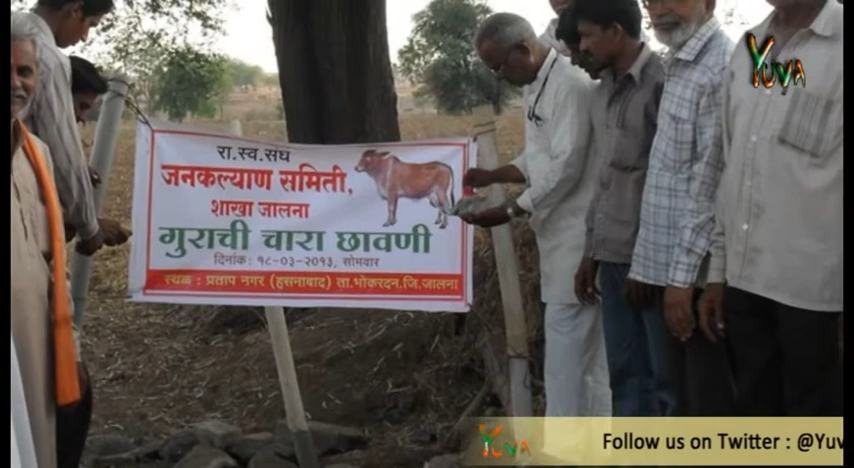 YUVA
रा.स्व.संघ
जनकल्याण समिती,
शाखा जालना
गुराची चारा छावणी
दिनांक: १८-०३-२०१३, सोमवार
स्थळ : प्रताप नगर (हसनाबाद) ता.भोकरदन.जि.जालना
YUVA Follow us on Twitter : @Yuv